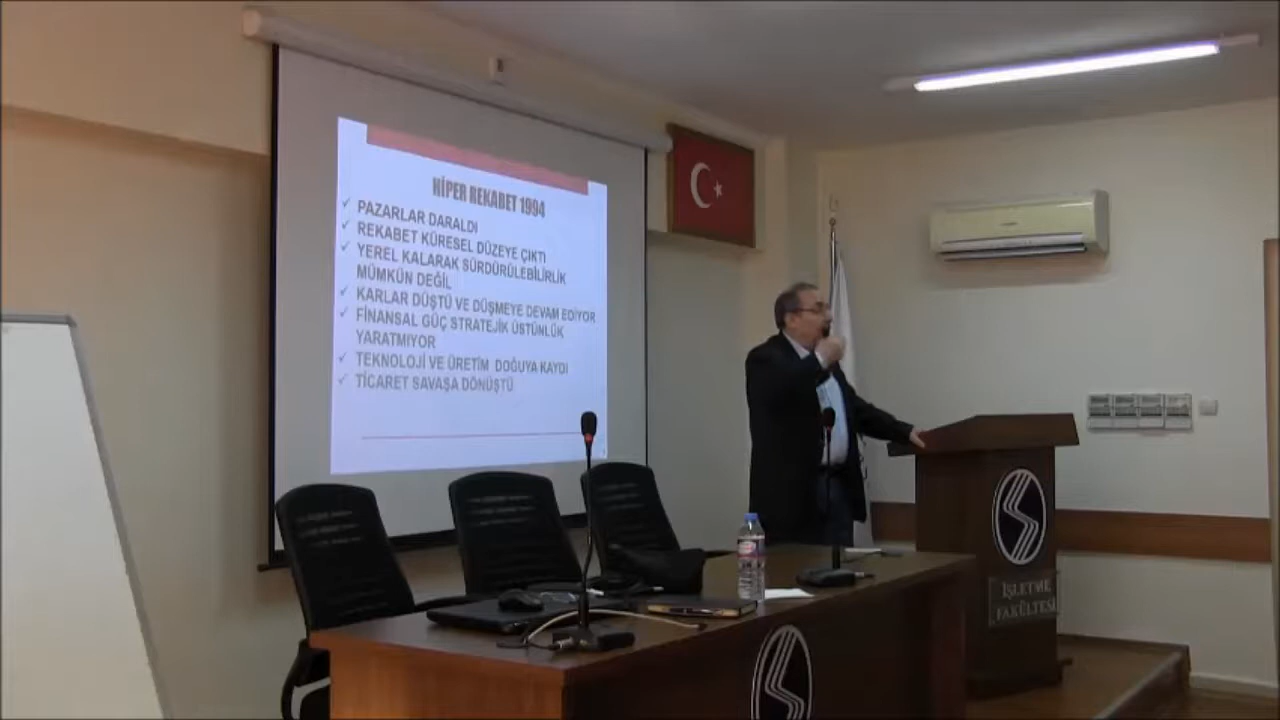 HİPER REKABET 1994
PAZARLAR DARALDI
REKABET KÜRESEL DÜZEYE ÇIKTI
YEREL KALARAK SÜRDÜRÜLEBİLİRLİK
MÜMKÜN DEĞİL
KARLAR DÜŞTÜ VE DÜŞMEYE DEVAM EDİYOR
FİNANSAL GÜÇ STRATEJİK ÜSTÜNLÜK
YARATMIYOR
TEKNOLOJİ VE ÜRETİM DOĞUYA KAYDI
TİCARET SAVAŞA DÖNÜŞTÜ
İŞLETME
FAKÜLTESİ